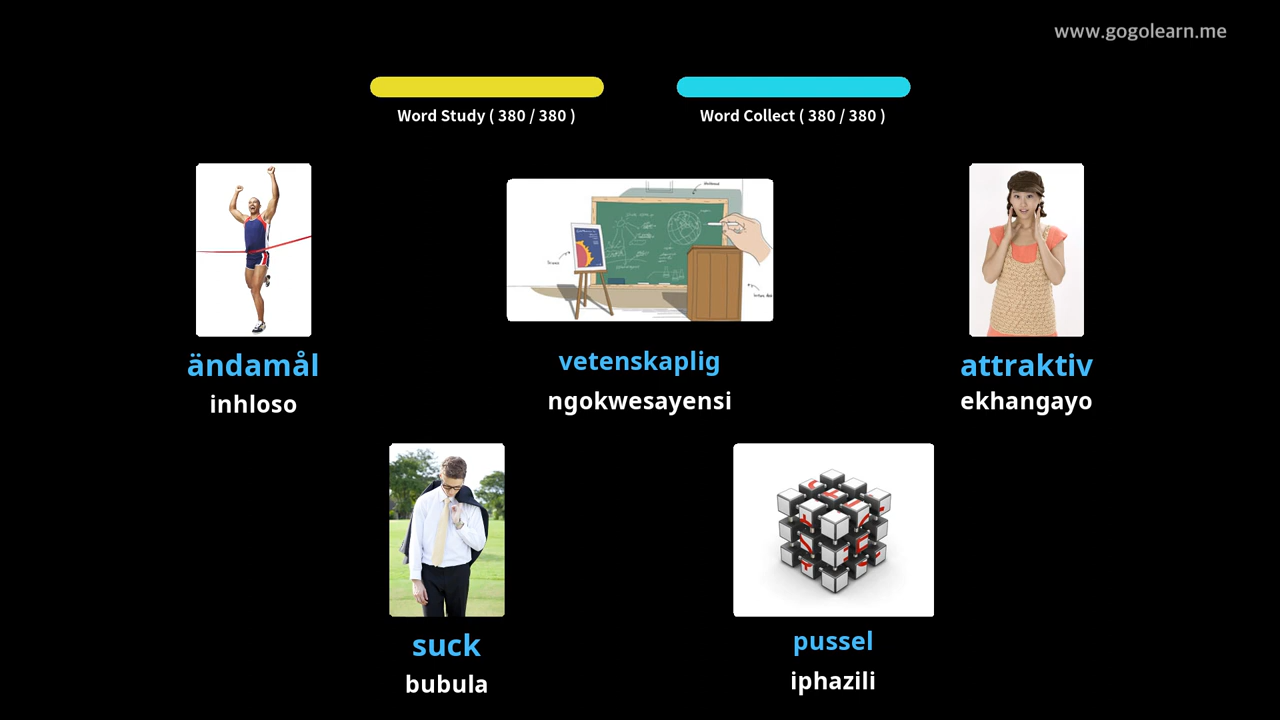 www.gogolearn.me
Word Study ( 380 / 380 )
Word Collect ( 380 / 380 )
ändamål
inhloso
vetenskaplig
ngokwesayensi
attraktiv
ekhangayo
suck
bubula
pussel
iphazili